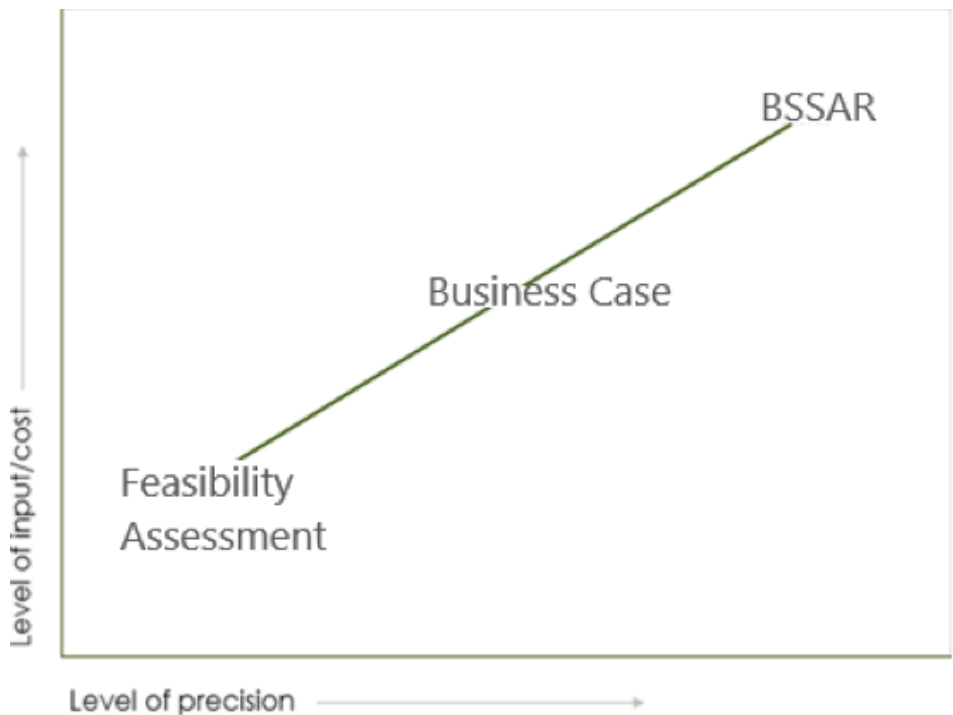 BSSAR
Business Case
Feasibility
Assessment
Level of input/cost
Level of precision